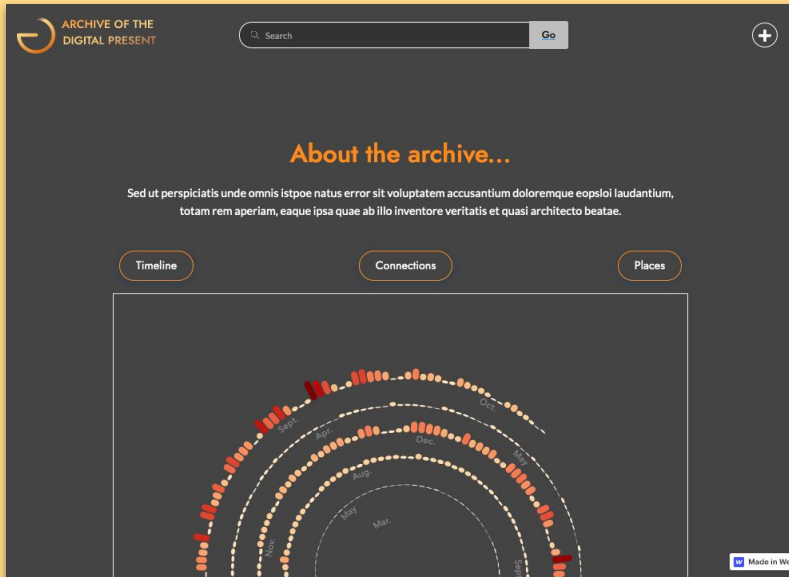 ARCHIVE OF THE
DIGITAL PRESENT
Search
Go
About the archive...
Sed ut perspiciatis unde omnis istpoe natus error sit voluptatem accusantium doloremque eopsloi laudantium,
totam rem aperiam, eaque ipsa quae ab illo inventore veritatis et quasi architecto beatae.
Timeline
Connections
Places
Oct.
Sept.
Apr.
Dec.
May
Aug.
May
Mar.
Nov.
Sep
Made in We